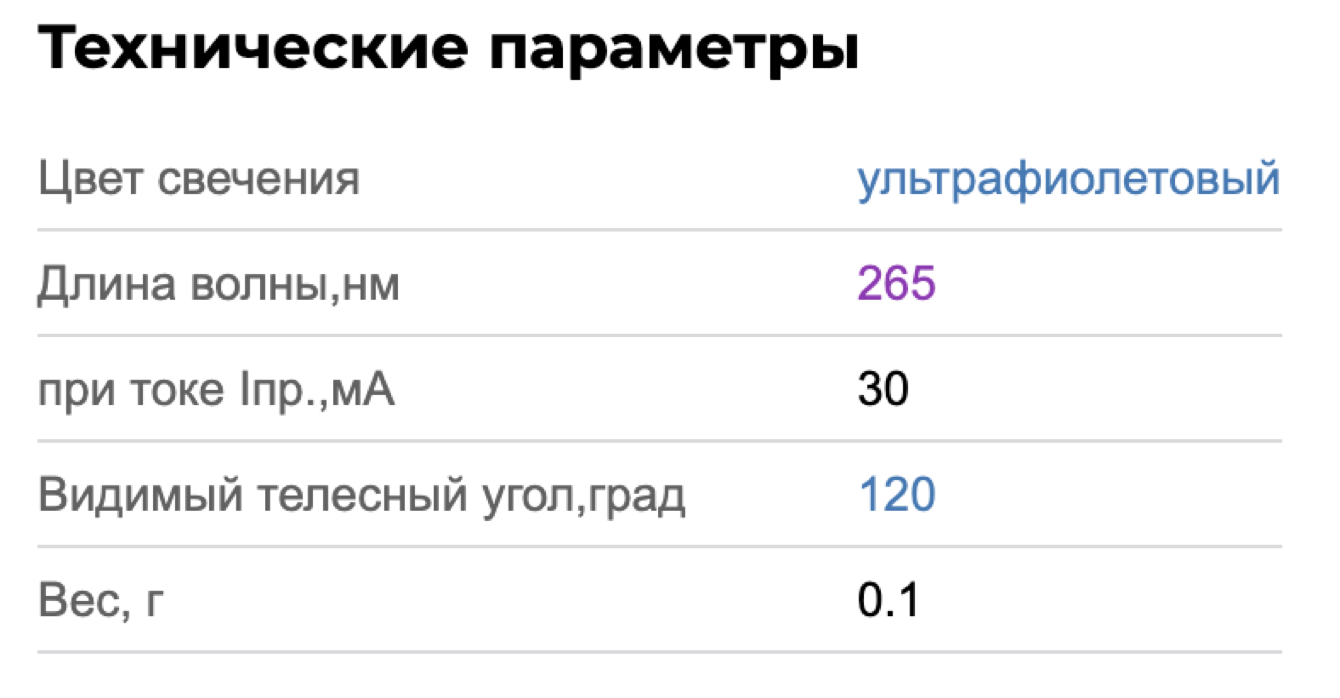 Технические параметры
Цвет свечения ультрафиолетовый
Длина волны,нм 265
при токе Iпр.,мА 30
Видимый телесный угол,град 120
Вес, г 0.1